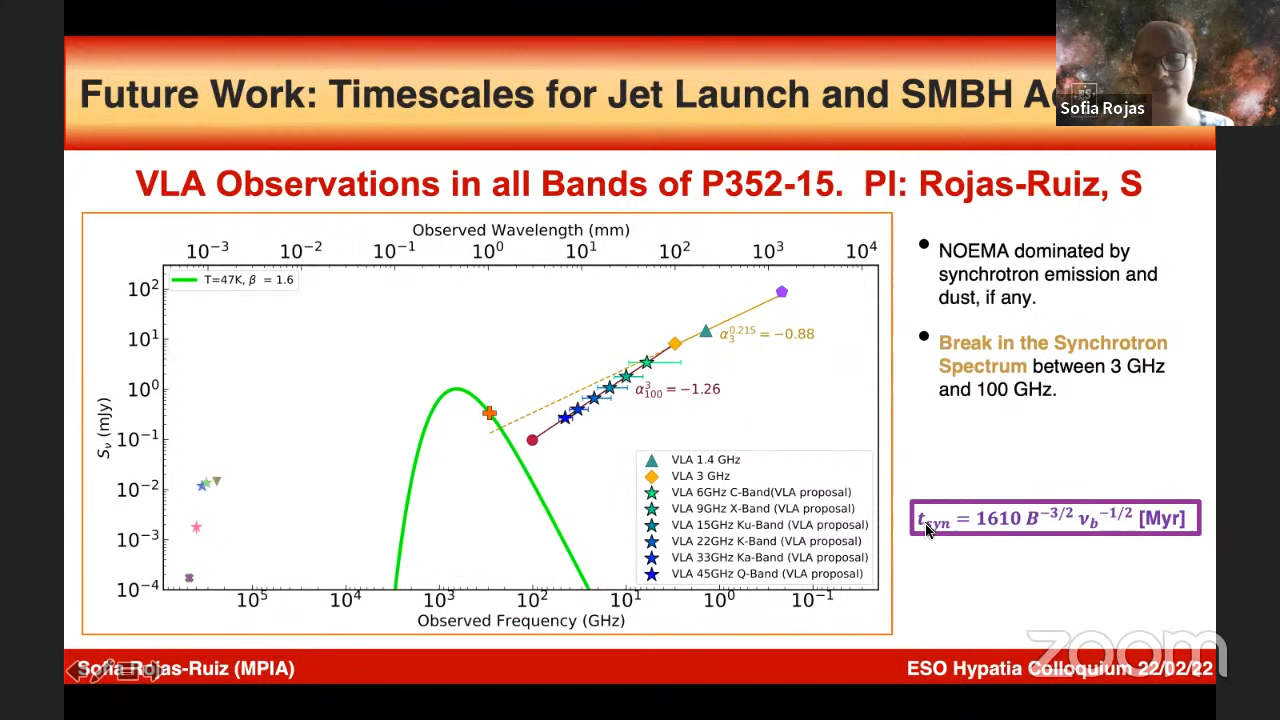 Future Work: Timescales for Jet Launch and SMBH
Sofia Rojas
VLA Observations in all Bands of P352-15. PI: Rojas-Ruiz, S
Observed Wavelength (mm)
10⁻³ 10⁻² 10⁻¹ 10⁰ 10¹ 10² 10³ 10⁴
T=47K, β = 1.6
10²
10¹
10⁰
10⁻¹
10⁻²
10⁻³
10⁻⁴
Sᵥ (mJy)
α₃^0.215 = −0.88
α₁₀₀^3 = −1.26
VLA 1.4 GHz
VLA 3 GHz
VLA 6GHz C-Band(VLA proposal)
VLA 9GHz X-Band (VLA proposal)
VLA 15GHz Ku-Band (VLA proposal)
VLA 22GHz K-Band (VLA proposal)
VLA 33GHz Ka-Band (VLA proposal)
VLA 45GHz Q-Band (VLA proposal)
10⁵ 10⁴ 10³ 10² 10¹ 10⁰ 10⁻¹
Observed Frequency (GHz)
• NOEMA dominated by
synchrotron emission and
dust, if any.
• Break in the Synchrotron
Spectrum between 3 GHz
and 100 GHz.
t_syn = 1610 B^−3/2 ν_b^−1/2 [Myr]
zoom
Sofia Rojas-Ruiz (MPIA)
ESO Hypatia Colloquium 22/02/22